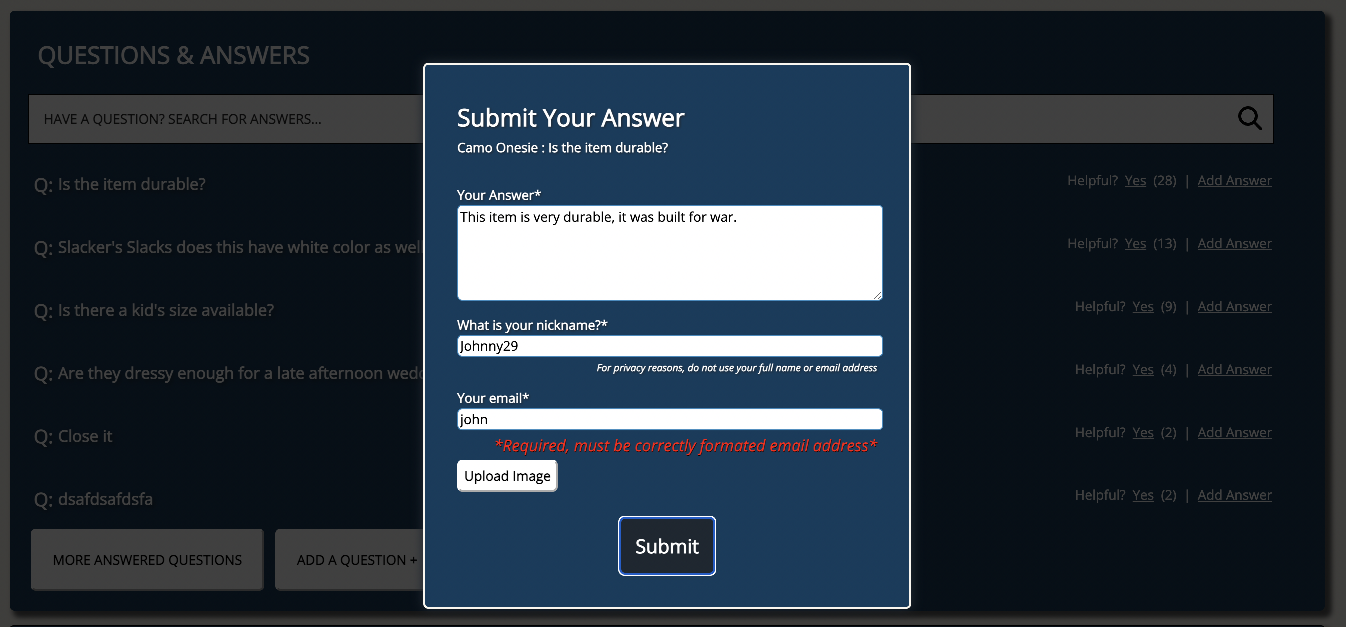 QUESTIONS & ANSWERS
HAVE A QUESTION? SEARCH FOR ANSWERS...
Q: Is the item durable?
Helpful? Yes (28) | Add Answer
Q: Slacker's Slacks does this have white color as well
Helpful? Yes (13) | Add Answer
Q: Is there a kid's size available?
Helpful? Yes (9) | Add Answer
Q: Are they dressy enough for a late afternoon wedd
Helpful? Yes (4) | Add Answer
Q: Close it
Helpful? Yes (2) | Add Answer
Q: dsafdsafdsfa
Helpful? Yes (2) | Add Answer
MORE ANSWERED QUESTIONS
ADD A QUESTION +
Submit Your Answer
Camo Onesie : Is the item durable?
Your Answer*
This item is very durable, it was built for war.
What is your nickname?*
Johnny29
For privacy reasons, do not use your full name or email address
Your email*
john
*Required, must be correctly formated email address*
Upload Image
Submit